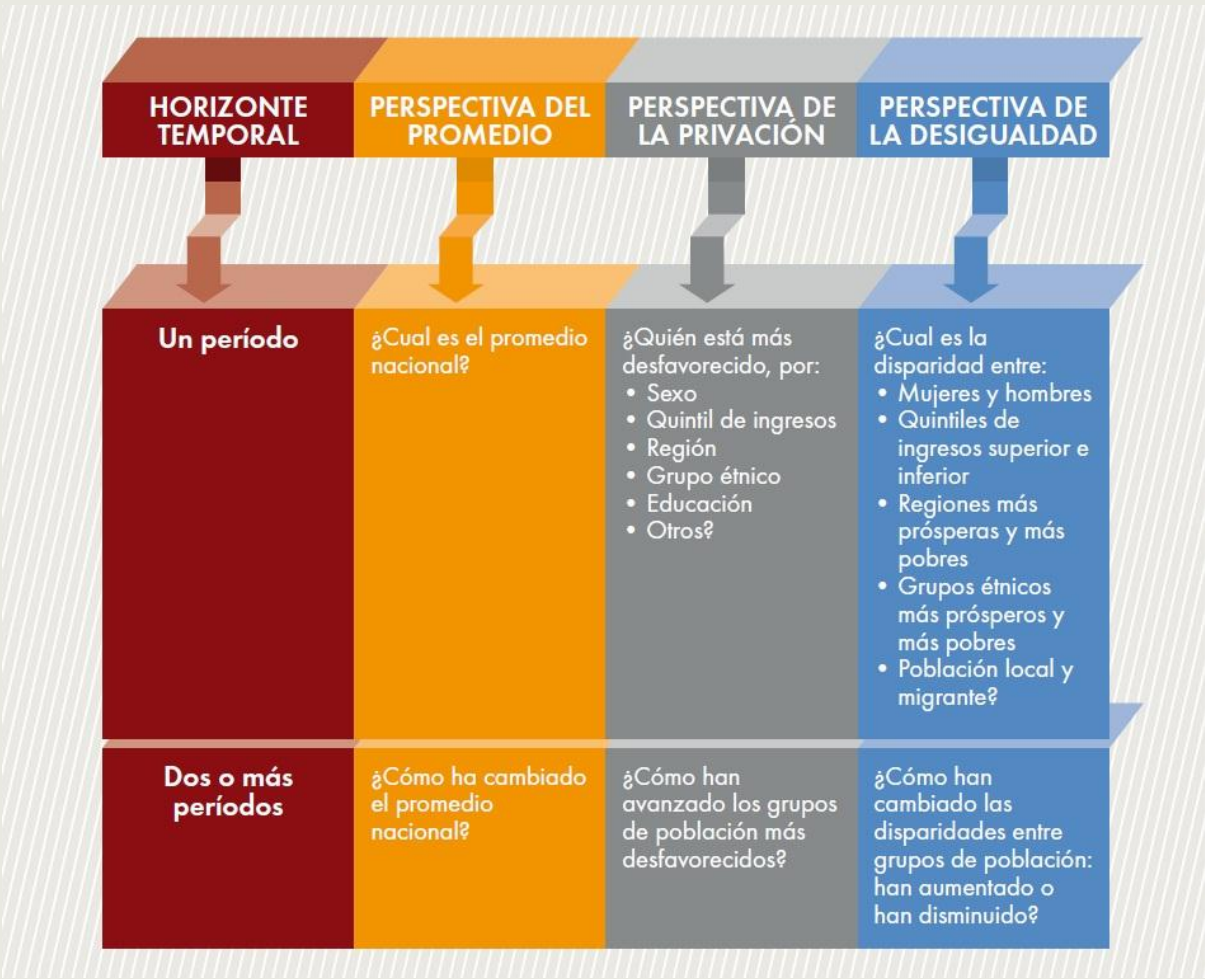 HORIZONTE
TEMPORAL
PERSPECTIVA DEL
PROMEDIO
PERSPECTIVA DE
LA PRIVACIÓN
PERSPECTIVA DE
LA DESIGUALDAD
Un período
¿Cual es el promedio
nacional?
¿Quién está más
desfavorecido, por:
• Sexo
• Quintil de ingresos
• Región
• Grupo étnico
• Educación
• Otros?
¿Cual es la
disparidad entre:
• Mujeres y hombres
• Quintiles de
ingresos superior e
inferior
• Regiones más
prósperas y más
pobres
• Grupos étnicos
más prósperos y
más pobres
• Población local y
migrante?
Dos o más
períodos
¿Cómo ha cambiado
el promedio
nacional?
¿Cómo han
avanzado los grupos
de población más
desfavorecidos?
¿Cómo han
cambiado las
disparidades entre
grupos de población:
han aumentado o
han disminuido?